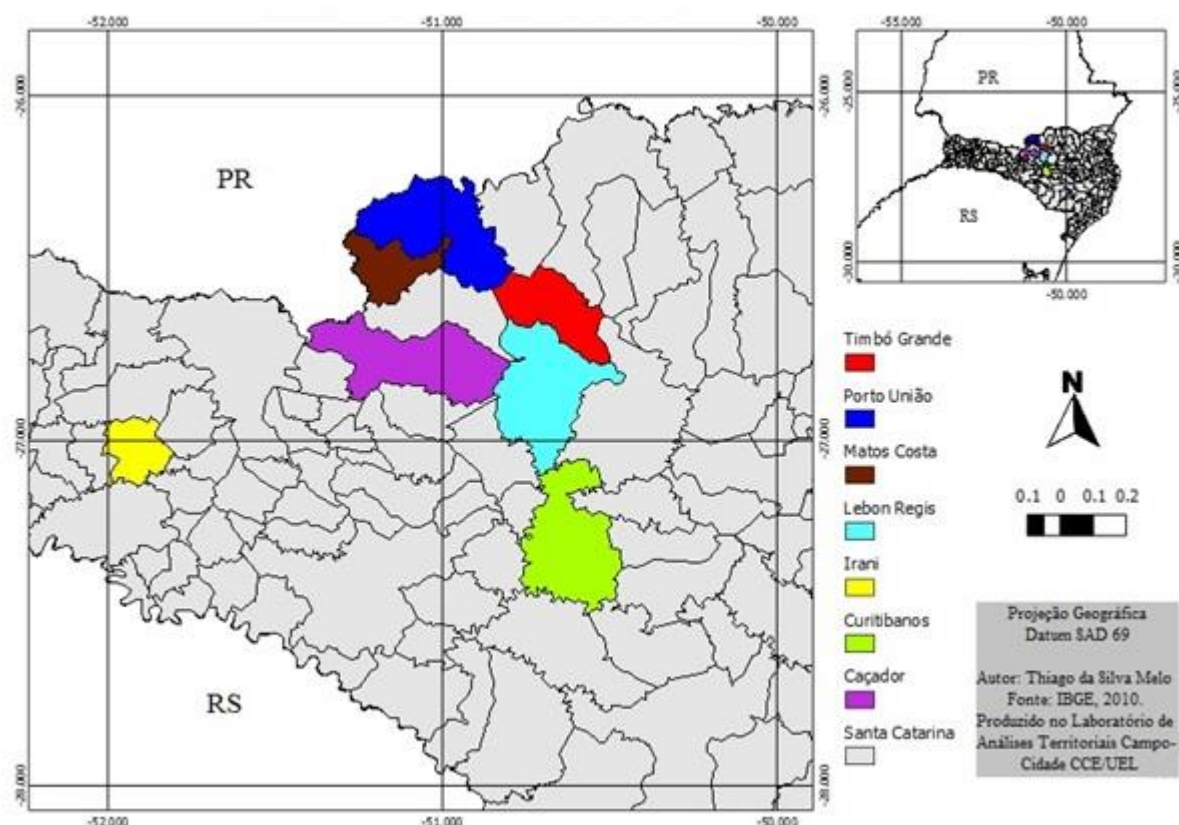 -52.000 -51.000 -50.000
-55.000 -50.000
-26.000 -26.000
-25.000 -25.000
PR
PR
RS
-30.000 -30.000
-50.000
Timbó Grande
Porto União
Matos Costa
Lebon Regis
Irani
Curitibanos
Caçador
Santa Catarina
N
0.1 0 0.1 0.2
-27.000 -27.000
RS
-28.000 -28.000
-52.000 -51.000 -50.000
Projeção Geográfica
Datum SAD 69
Autor: Thiago da Silva Melo
Fonte: IBGE, 2010.
Produzido no Laboratório de
Análises Territoriais Campo-
Cidade CCE/UEL